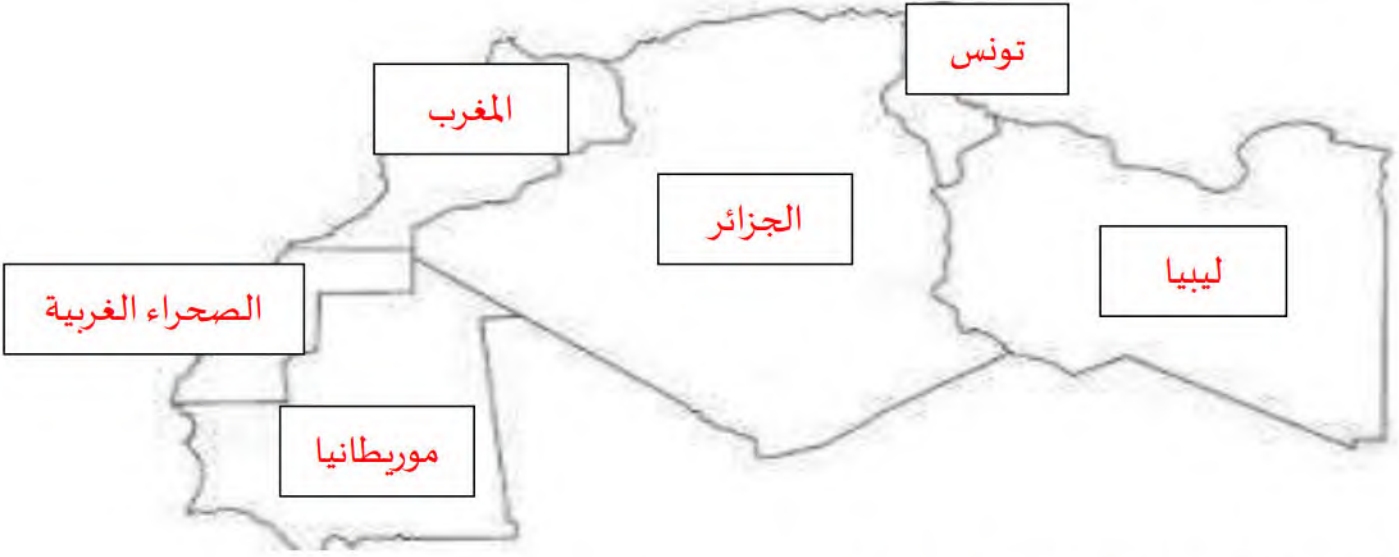 تونس
المغرب
الجزائر
ليبيا
الصحراء الغربية
موريطانيا